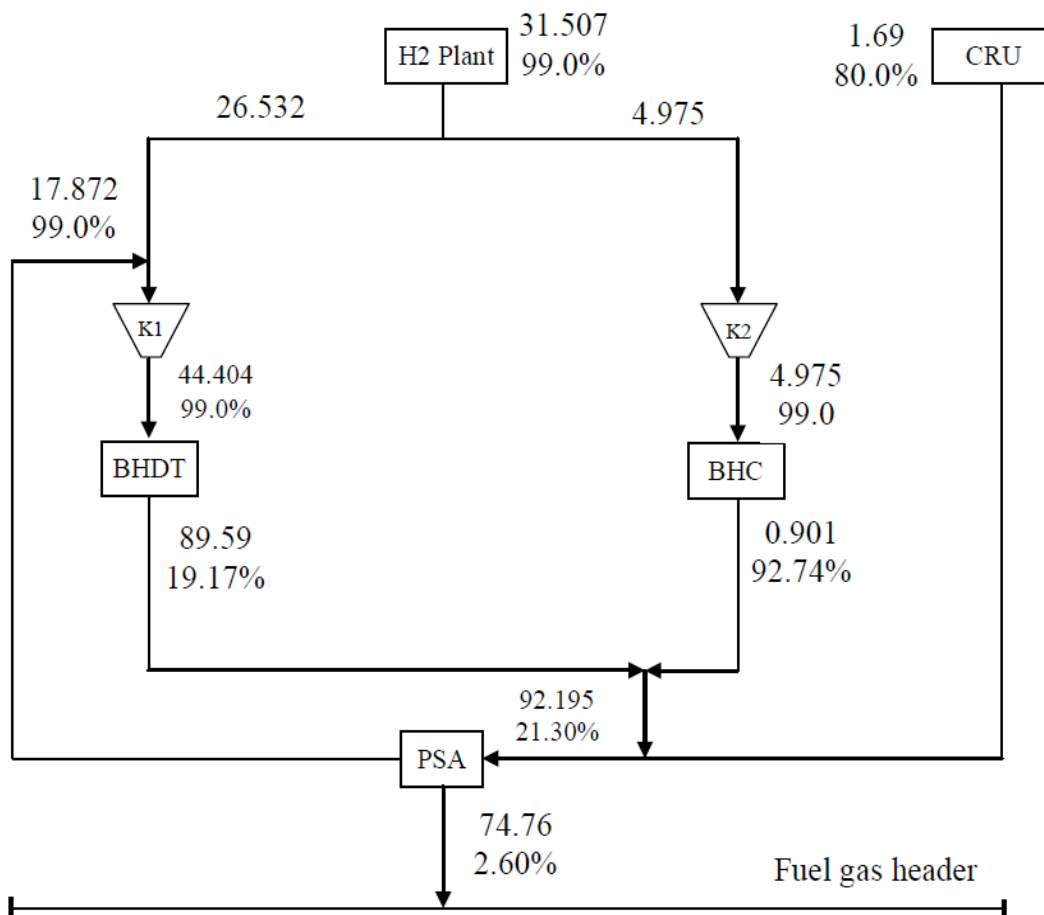 H2 Plant
31.507
99.0%
1.69
80.0%
CRU
26.532
4.975
17.872
99.0%
K1
K2
44.404
99.0%
4.975
99.0
BHDT
BHC
89.59
19.17%
0.901
92.74%
92.195
21.30%
PSA
74.76
2.60%
Fuel gas header